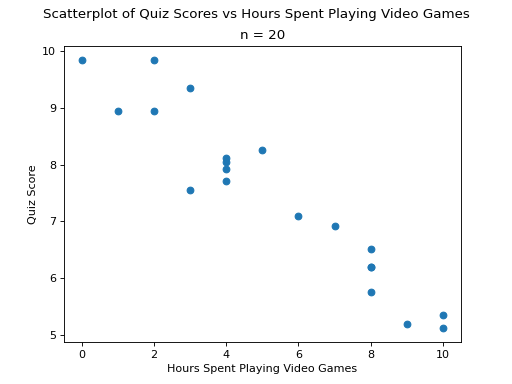 Scatterplot of Quiz Scores vs Hours Spent Playing Video Games
n = 20
10
9
8
7
6
5
Quiz Score
0 2 4 6 8 10
Hours Spent Playing Video Games